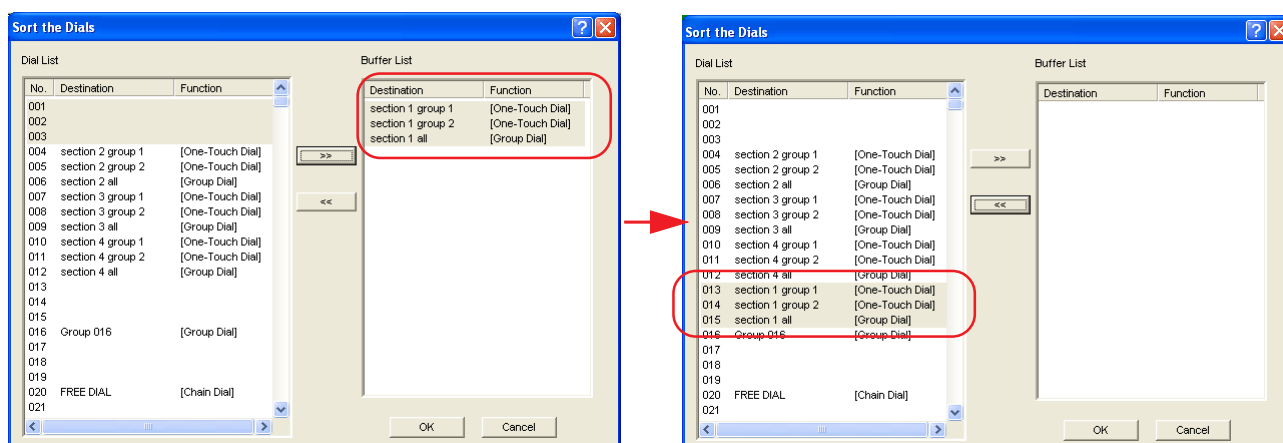 Sort the Dials
Dial List
Buffer List
No. Destination Function
001
002
003
004 section 2 group 1 [One-Touch Dial]
005 section 2 group 2 [One-Touch Dial]
006 section 2 all [Group Dial]
007 section 3 group 1 [One-Touch Dial]
008 section 3 group 2 [One-Touch Dial]
009 section 3 all [Group Dial]
010 section 4 group 1 [One-Touch Dial]
011 section 4 group 2 [One-Touch Dial]
012 section 4 all [Group Dial]
013
014
015
016 Group 016 [Group Dial]
017
018
019
020 FREE DIAL [Chain Dial]
021
>>
<<
Destination Function
section 1 group 1 [One-Touch Dial]
section 1 group 2 [One-Touch Dial]
section 1 all [Group Dial]
OK Cancel
Sort the Dials
Dial List
Buffer List
No. Destination Function
001
002
003
004 section 2 group 1 [One-Touch Dial]
005 section 2 group 2 [One-Touch Dial]
006 section 2 all [Group Dial]
007 section 3 group 1 [One-Touch Dial]
008 section 3 group 2 [One-Touch Dial]
009 section 3 all [Group Dial]
010 section 4 group 1 [One-Touch Dial]
011 section 4 group 2 [One-Touch Dial]
012 section 4 all [Group Dial]
013 section 1 group 1 [One-Touch Dial]
014 section 1 group 2 [One-Touch Dial]
015 section 1 all [Group Dial]
016 Group 016 [Group Dial]
017
018
019
020 FREE DIAL [Chain Dial]
021
>>
<<
Destination Function
OK Cancel